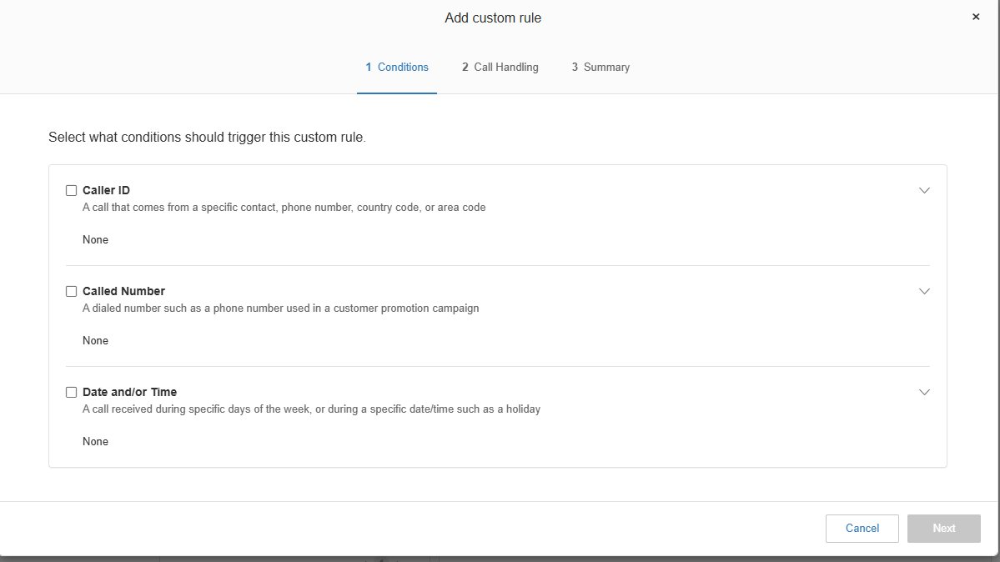 Add custom rule
×
1 Conditions
2 Call Handling
3 Summary
Select what conditions should trigger this custom rule.
Caller ID
A call that comes from a specific contact, phone number, country code, or area code
None
Called Number
A dialed number such as a phone number used in a customer promotion campaign
None
Date and/or Time
A call received during specific days of the week, or during a specific date/time such as a holiday
None
Cancel
Next